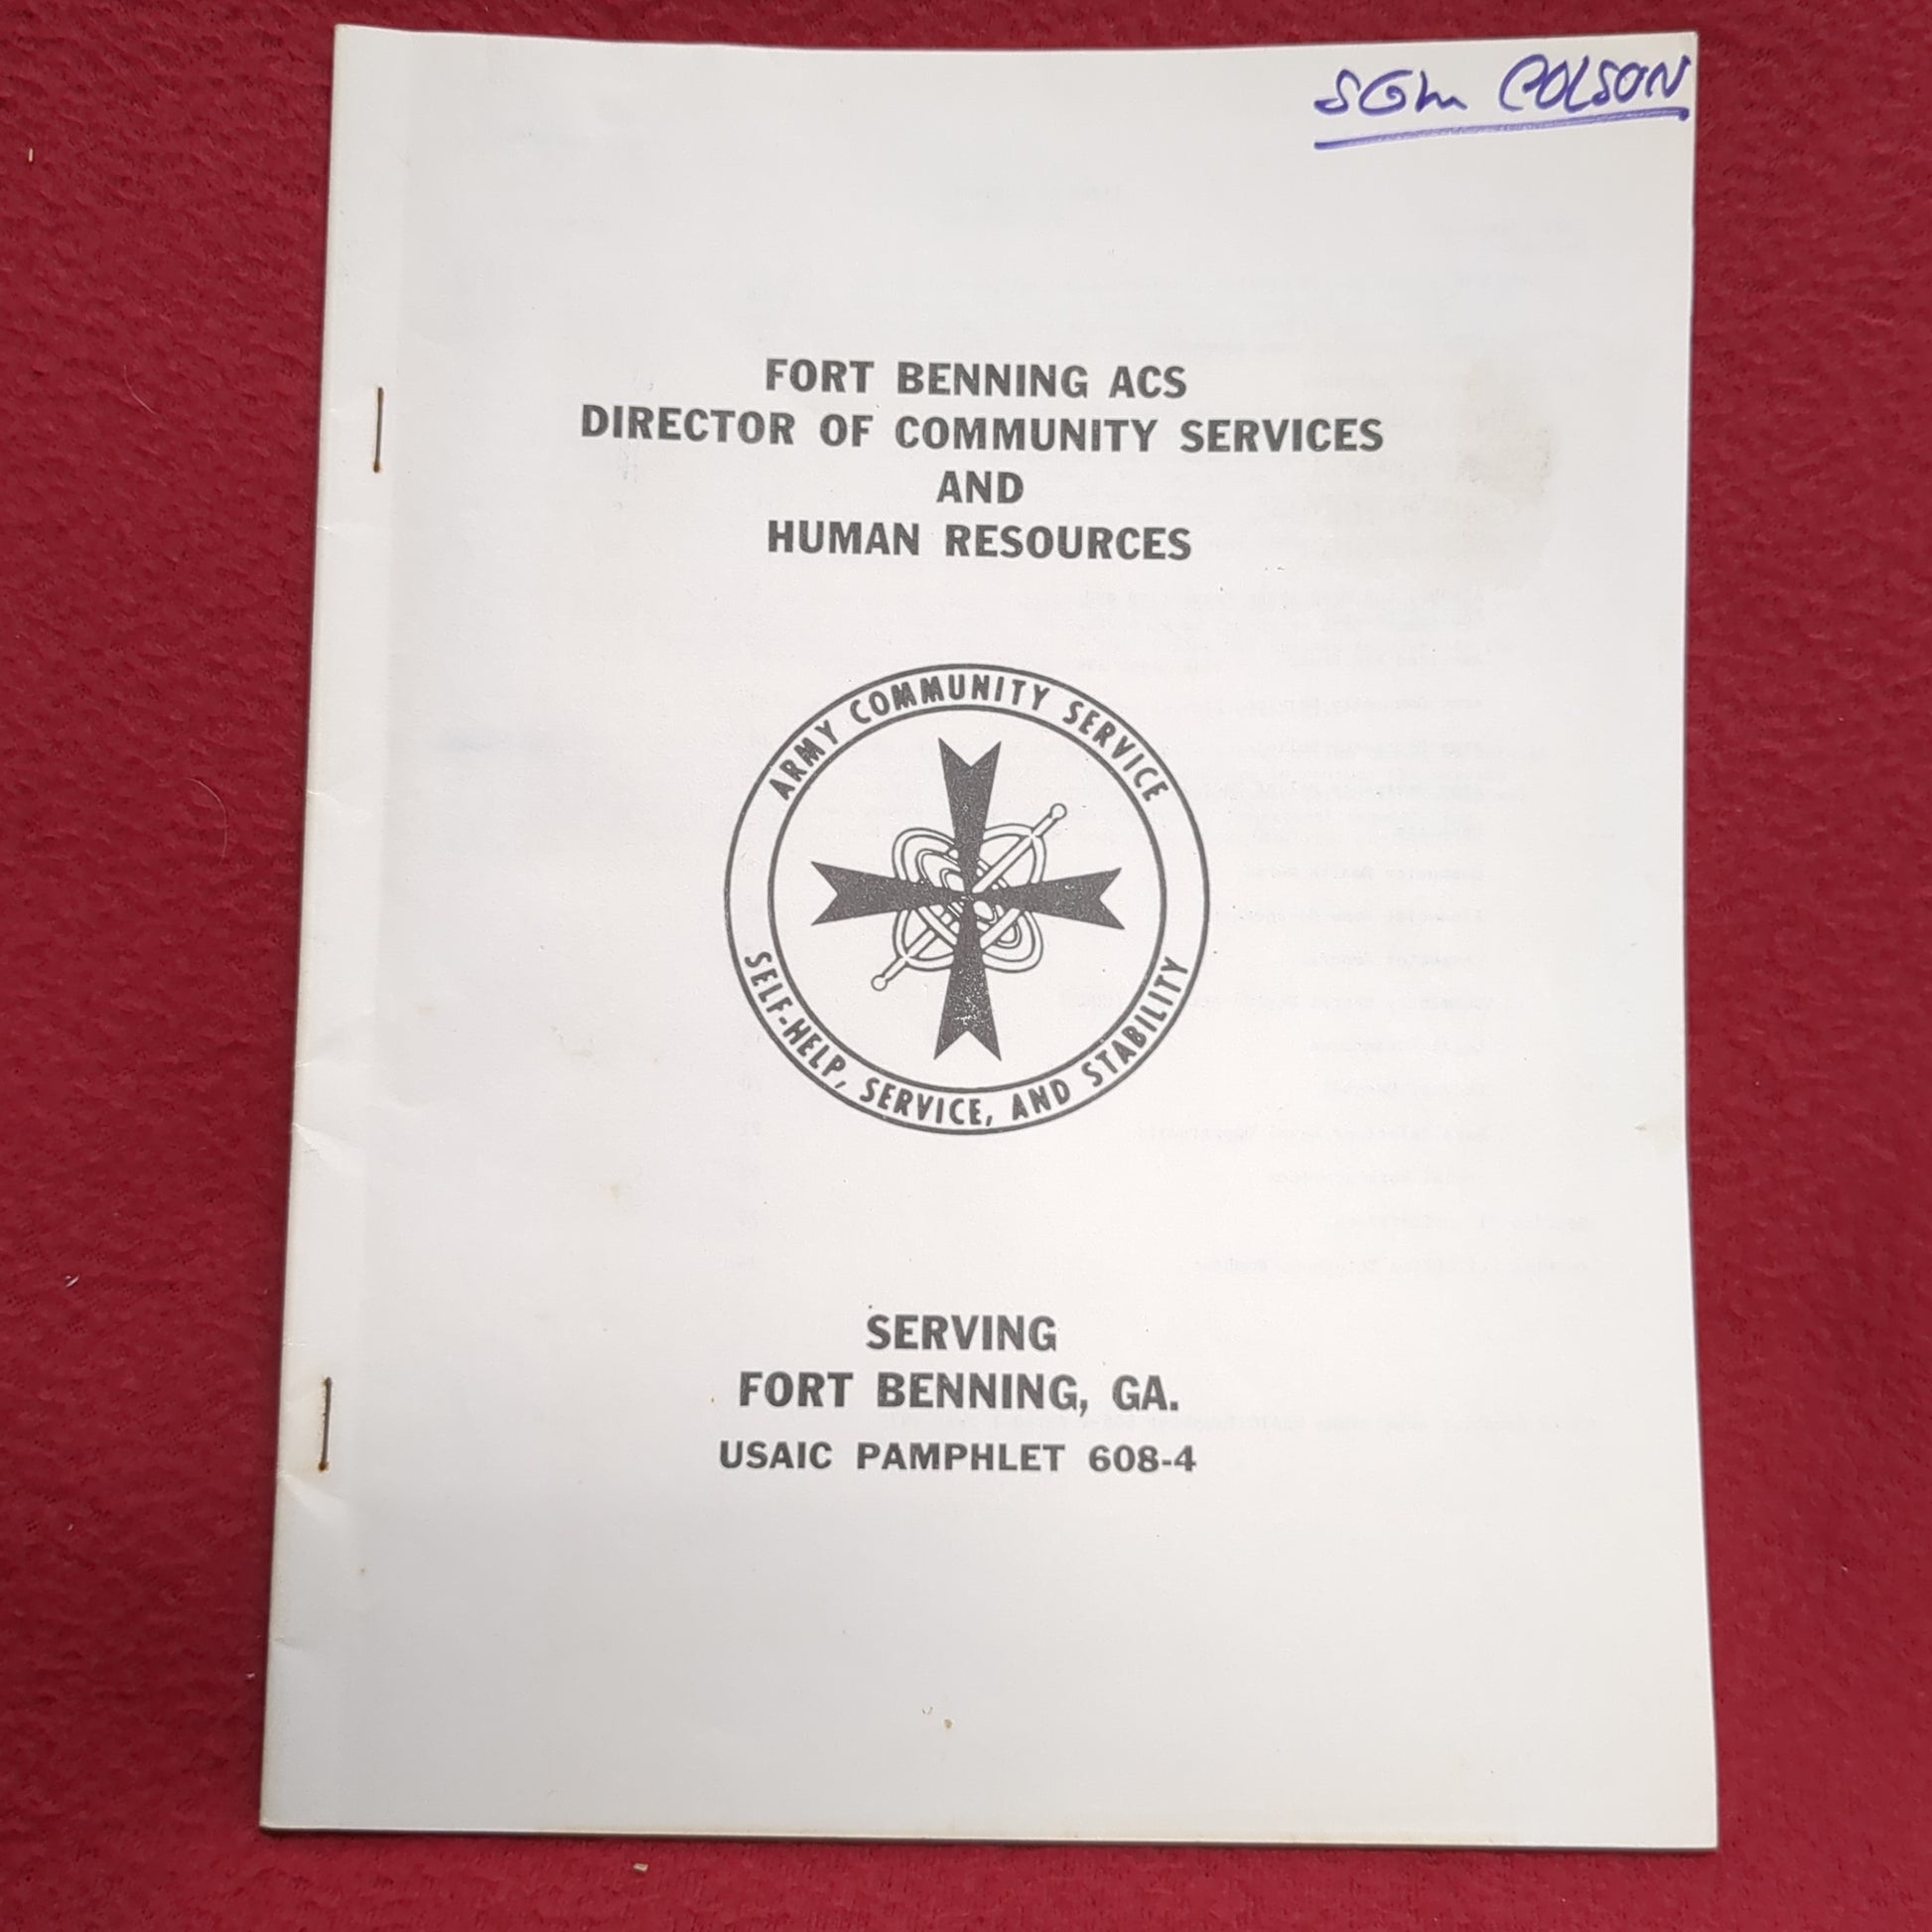 SGM COLSON
FORT BENNING ACS
DIRECTOR OF COMMUNITY SERVICES
AND
HUMAN RESOURCES
ARMY COMMUNITY SERVICE
SELF-HELP, SERVICE, AND STABILITY
SERVING
FORT BENNING, GA.
USAIC PAMPHLET 608-4